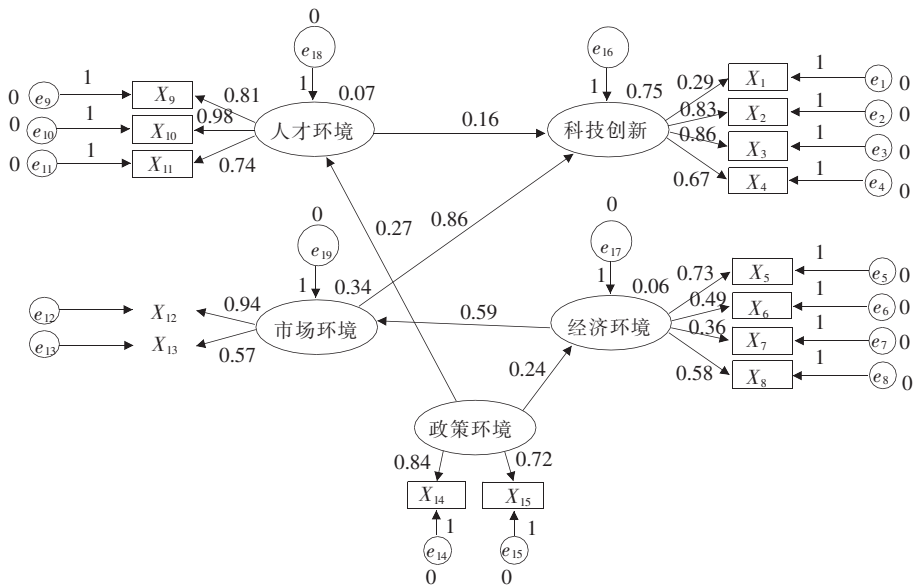 0
e18
1
0.07
人才环境
0 e9 1 X9 0.81
0 e10 1 X10 0.98
0 e11 1 X11 0.74
e16
1
0.75
科技创新
0.16
0.29 X1 1 e1 0
0.83 X2 1 e2 0
0.86 X3 1 e3 0
0.67 X4 1 e4 0
0.27
0.86
0
e19
1
0.34
市场环境
e12 X12 0.94
e13 X13 0.57
0.59
0
e17
1
0.06
经济环境
0.73 X5 1 e5 0
0.49 X6 1 e6 0
0.36 X7 1 e7 0
0.58 X8 1 e8 0
0.24
政策环境
0.84 0.72
X14 X15
1 1
e14 e15
0 0